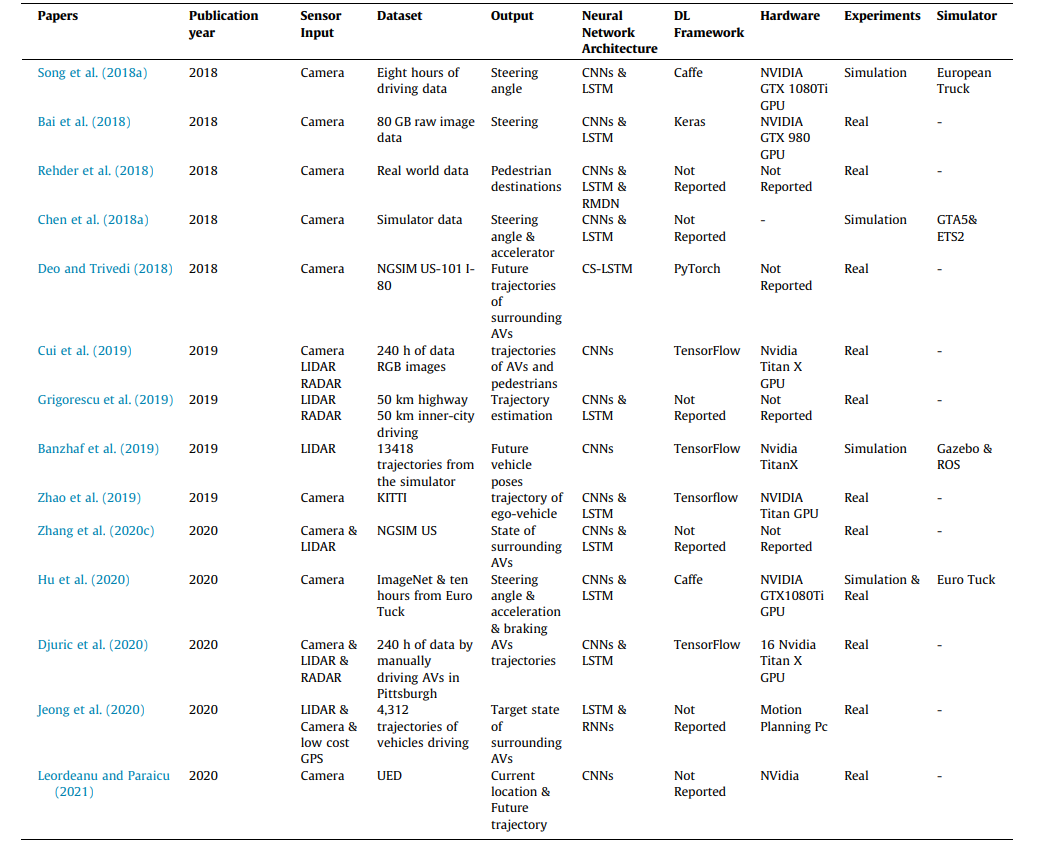 Papers Publication Sensor Dataset Output Neural DL Hardware Experiments Simulator
year Input Network Framework
Architecture
Song et al. (2018a) 2018 Camera Eight hours of Steering CNNs & Caffe NVIDIA Simulation European
driving data angle LSTM GTX 1080Ti Truck
GPU
Bai et al. (2018) 2018 Camera 80 GB raw image Steering CNNs & Keras NVIDIA Real -
data LSTM GTX 980
GPU
Rehder et al. (2018) 2018 Camera Real world data Pedestrian CNNs & Not Not Real -
destinations LSTM & Reported Reported
RMDN
Chen et al. (2018a) 2018 Camera Simulator data Steering CNNs & Not - Simulation GTA5&
angle & LSTM Reported ETS2
accelerator
Deo and Trivedi (2018) 2018 Camera NGSIM US-101 I- Future CS-LSTM PyTorch Not Real -
80 trajectories Reported
of
surrounding
AVs
Cui et al. (2019) 2019 Camera 240 h of data trajectories CNNs TensorFlow Nvidia Real -
LIDAR RGB images of AVs and Titan X
RADAR pedestrians GPU
Grigorescu et al. (2019) 2019 LIDAR 50 km highway Trajectory CNNs & Not Not Real -
RADAR 50 km inner-city estimation LSTM Reported Reported
driving
Banzhaf et al. (2019) 2019 LIDAR 13418 Future CNNs TensorFlow Nvidia Simulation Gazebo &
trajectories from vehicle TitanX ROS
the simulator poses
Zhao et al. (2019) 2019 Camera KITTI trajectory of CNNs & Tensorflow NVIDIA Real -
ego-vehicle LSTM Titan GPU
Zhang et al. (2020c) 2020 Camera & NGSIM US State of CNNs & Not Not Real -
LIDAR surrounding LSTM Reported Reported
AVs
Hu et al. (2020) 2020 Camera ImageNet & ten Steering CNNs & Caffe NVIDIA Simulation & Euro Tuck
hours from Euro angle & LSTM GTX1080Ti Real
Tuck acceleration GPU
& braking
Djuric et al. (2020) 2020 Camera & 240 h of data by AVs CNNs & TensorFlow 16 Nvidia Real -
LIDAR & manually trajectories LSTM Titan X
RADAR driving AVs in GPU
Pittsburgh
Jeong et al. (2020) 2020 LIDAR & 4,312 Target state LSTM & Not Motion Real -
Camera & trajectories of of RNNs Reported Planning Pc
low cost vehicles driving surrounding
GPS AVs
Leordeanu and Paraicu 2020 Camera UED Current CNNs Not NVidia Real -
(2021) location & Reported
Future
trajectory